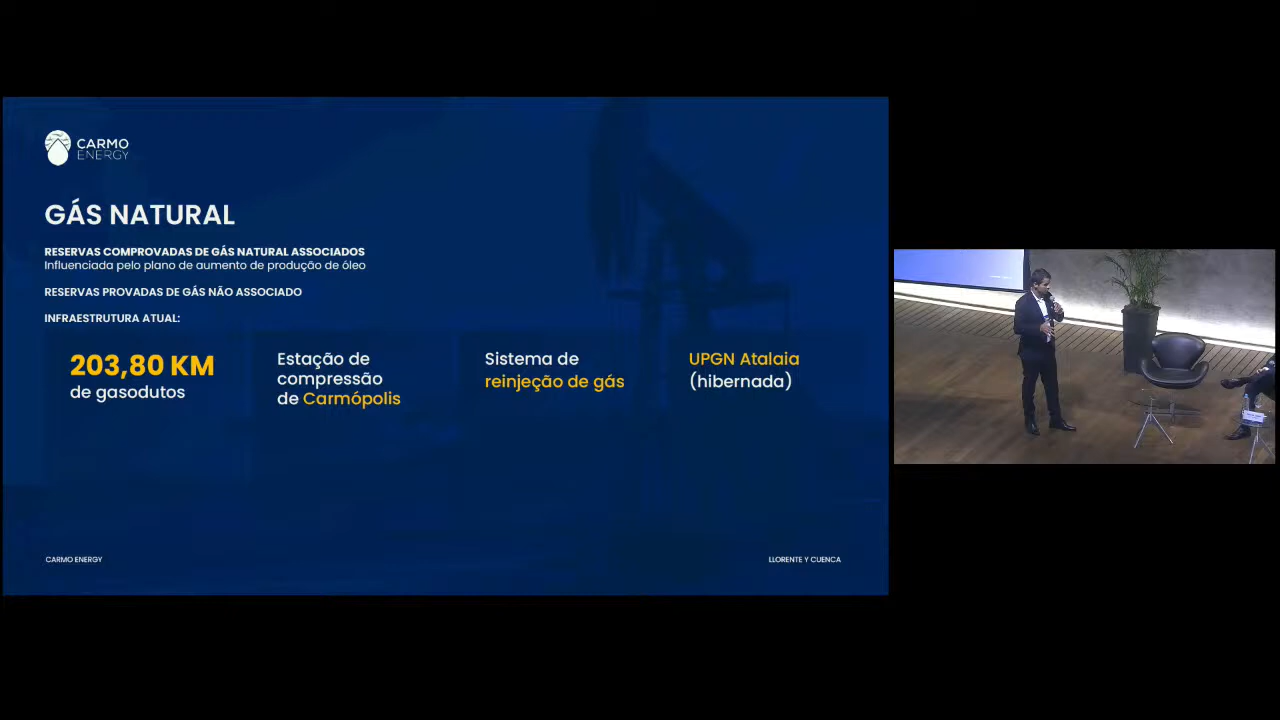 CARMO
ENERGY
GÁS NATURAL
RESERVAS COMPROVADAS DE GÁS NATURAL ASSOCIADOS
Influenciada pelo plano de aumento de produção de óleo
RESERVAS PROVADAS DE GÁS NÃO ASSOCIADO
INFRAESTRUTURA ATUAL:
203,80 KM
de gasodutos
Estação de
compressão
de Carmópolis
Sistema de
reinjeção de gás
UPGN Atalaia
(hibernada)
CARMO ENERGY
LLORENTE Y CUENCA